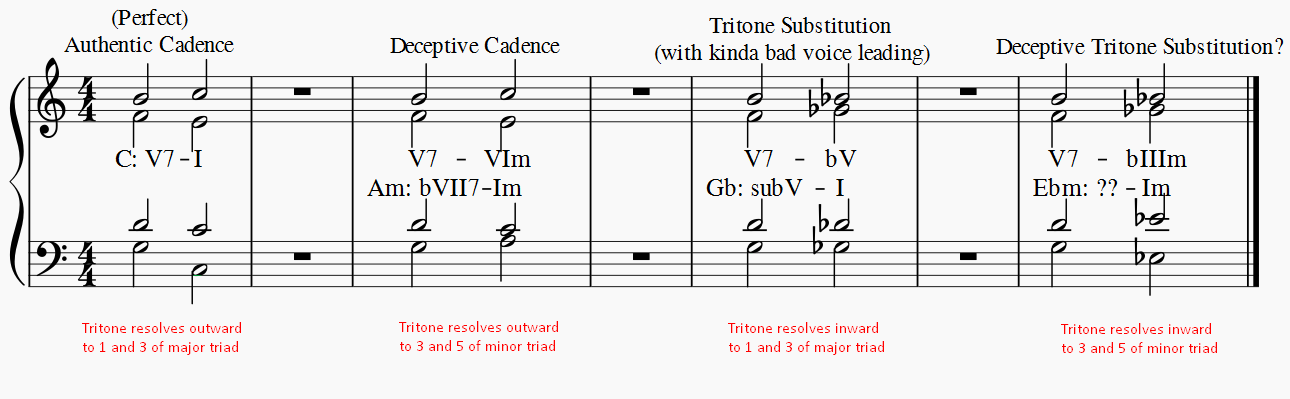 (Perfect)
Authentic Cadence
Deceptive Cadence
Tritone Substitution
(with kinda bad voice leading)
Deceptive Tritone Substitution?
4
4
C: V7-I
V7 - VIm
V7 - bV
V7 - bIIIm
Am: bVII7-Im
Gb: subV - I
Ebm: ?? - Im
4
4
Tritone resolves outward
to 1 and 3 of major triad
Tritone resolves outward
to 3 and 5 of minor triad
Tritone resolves inward
to 1 and 3 of major triad
Tritone resolves inward
to 3 and 5 of minor triad